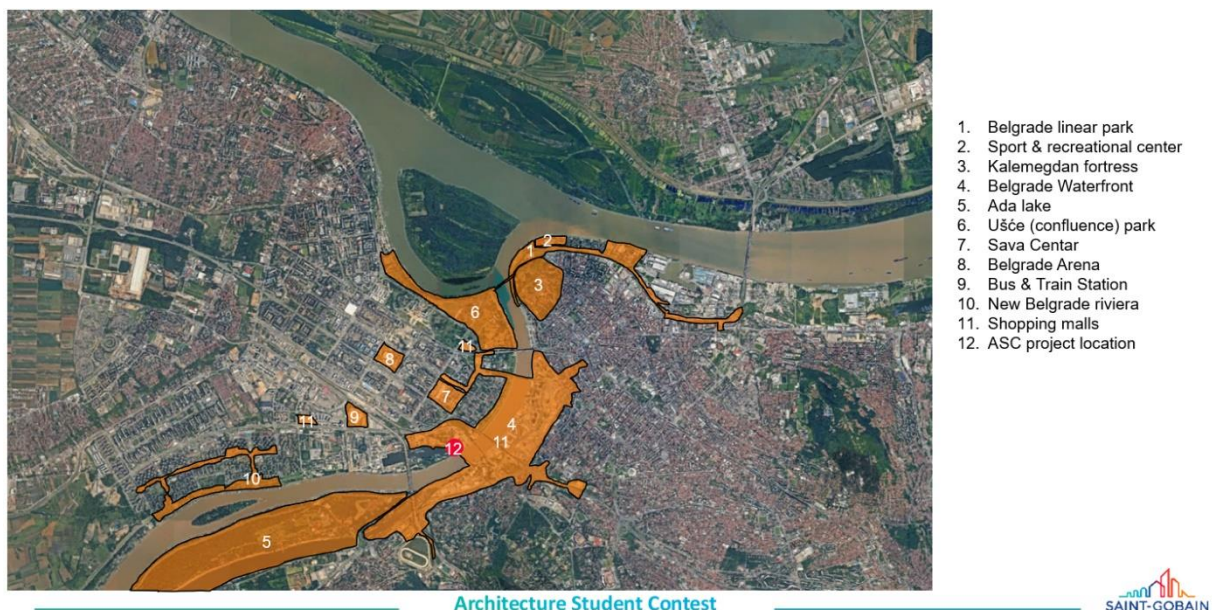 1. Belgrade linear park
2. Sport & recreational center
3. Kalemegdan fortress
4. Belgrade Waterfront
5. Ada lake
6. Ušće (confluence) park
7. Sava Centar
8. Belgrade Arena
9. Bus & Train Station
10. New Belgrade riviera
11. Shopping malls
12. ASC project location
2
1
3
6
11
8
7
4
11
9
11
12
10
5
Architecture Student Contest
SAINT-GOBAIN